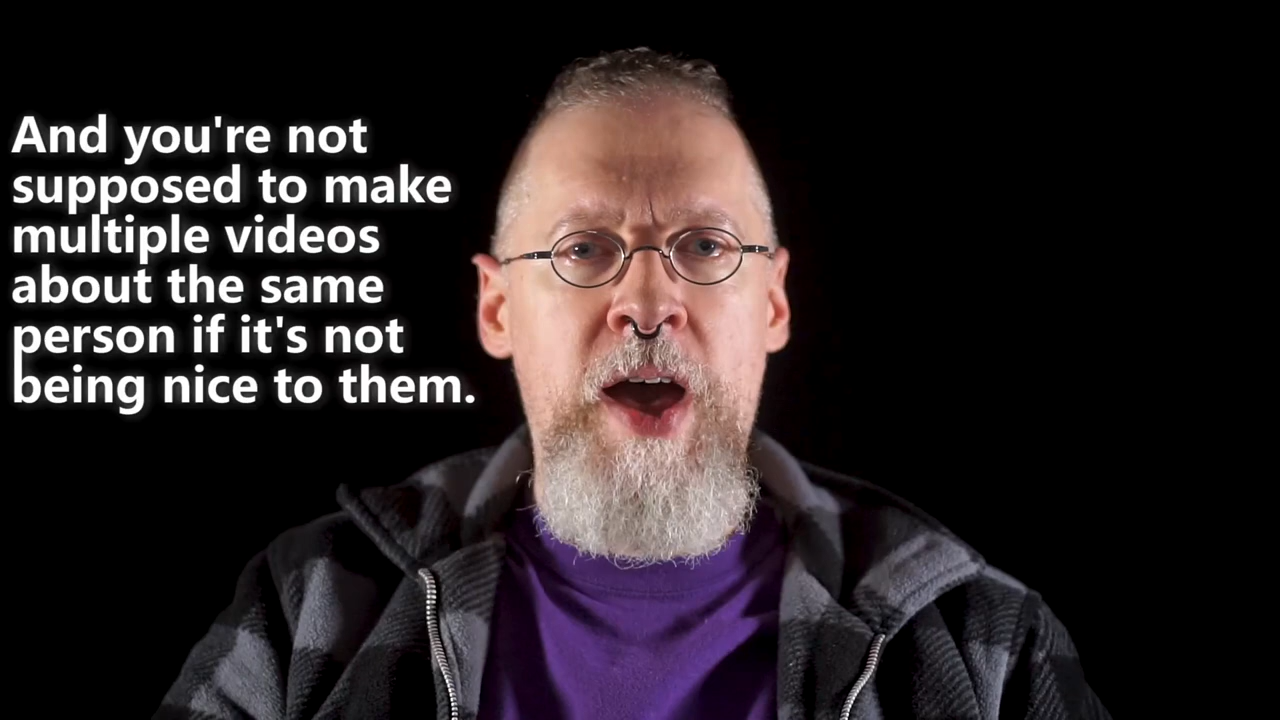 And you're not
supposed to make
multiple videos
about the same
person if it's not
being nice to them.